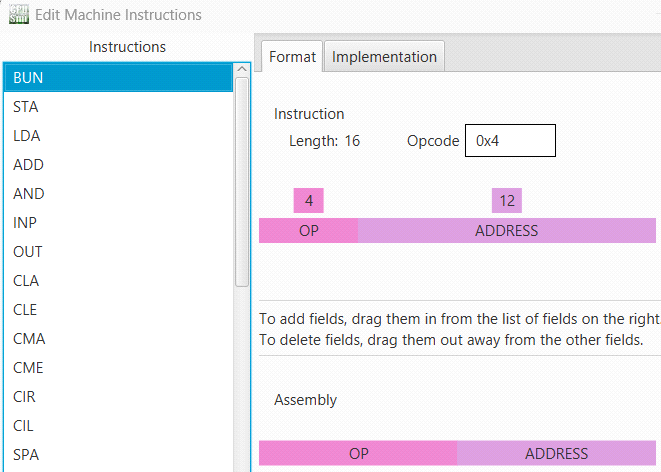 Edit Machine Instructions
Instructions
BUN
STA
LDA
ADD
AND
INP
OUT
CLA
CLE
CMA
CME
CIR
CIL
SPA
Format Implementation
Instruction
Length: 16 Opcode 0x4
4 12
OP ADDRESS
To add fields, drag them in from the list of fields on the right
To delete fields, drag them out away from the other fields.
Assembly
OP ADDRESS